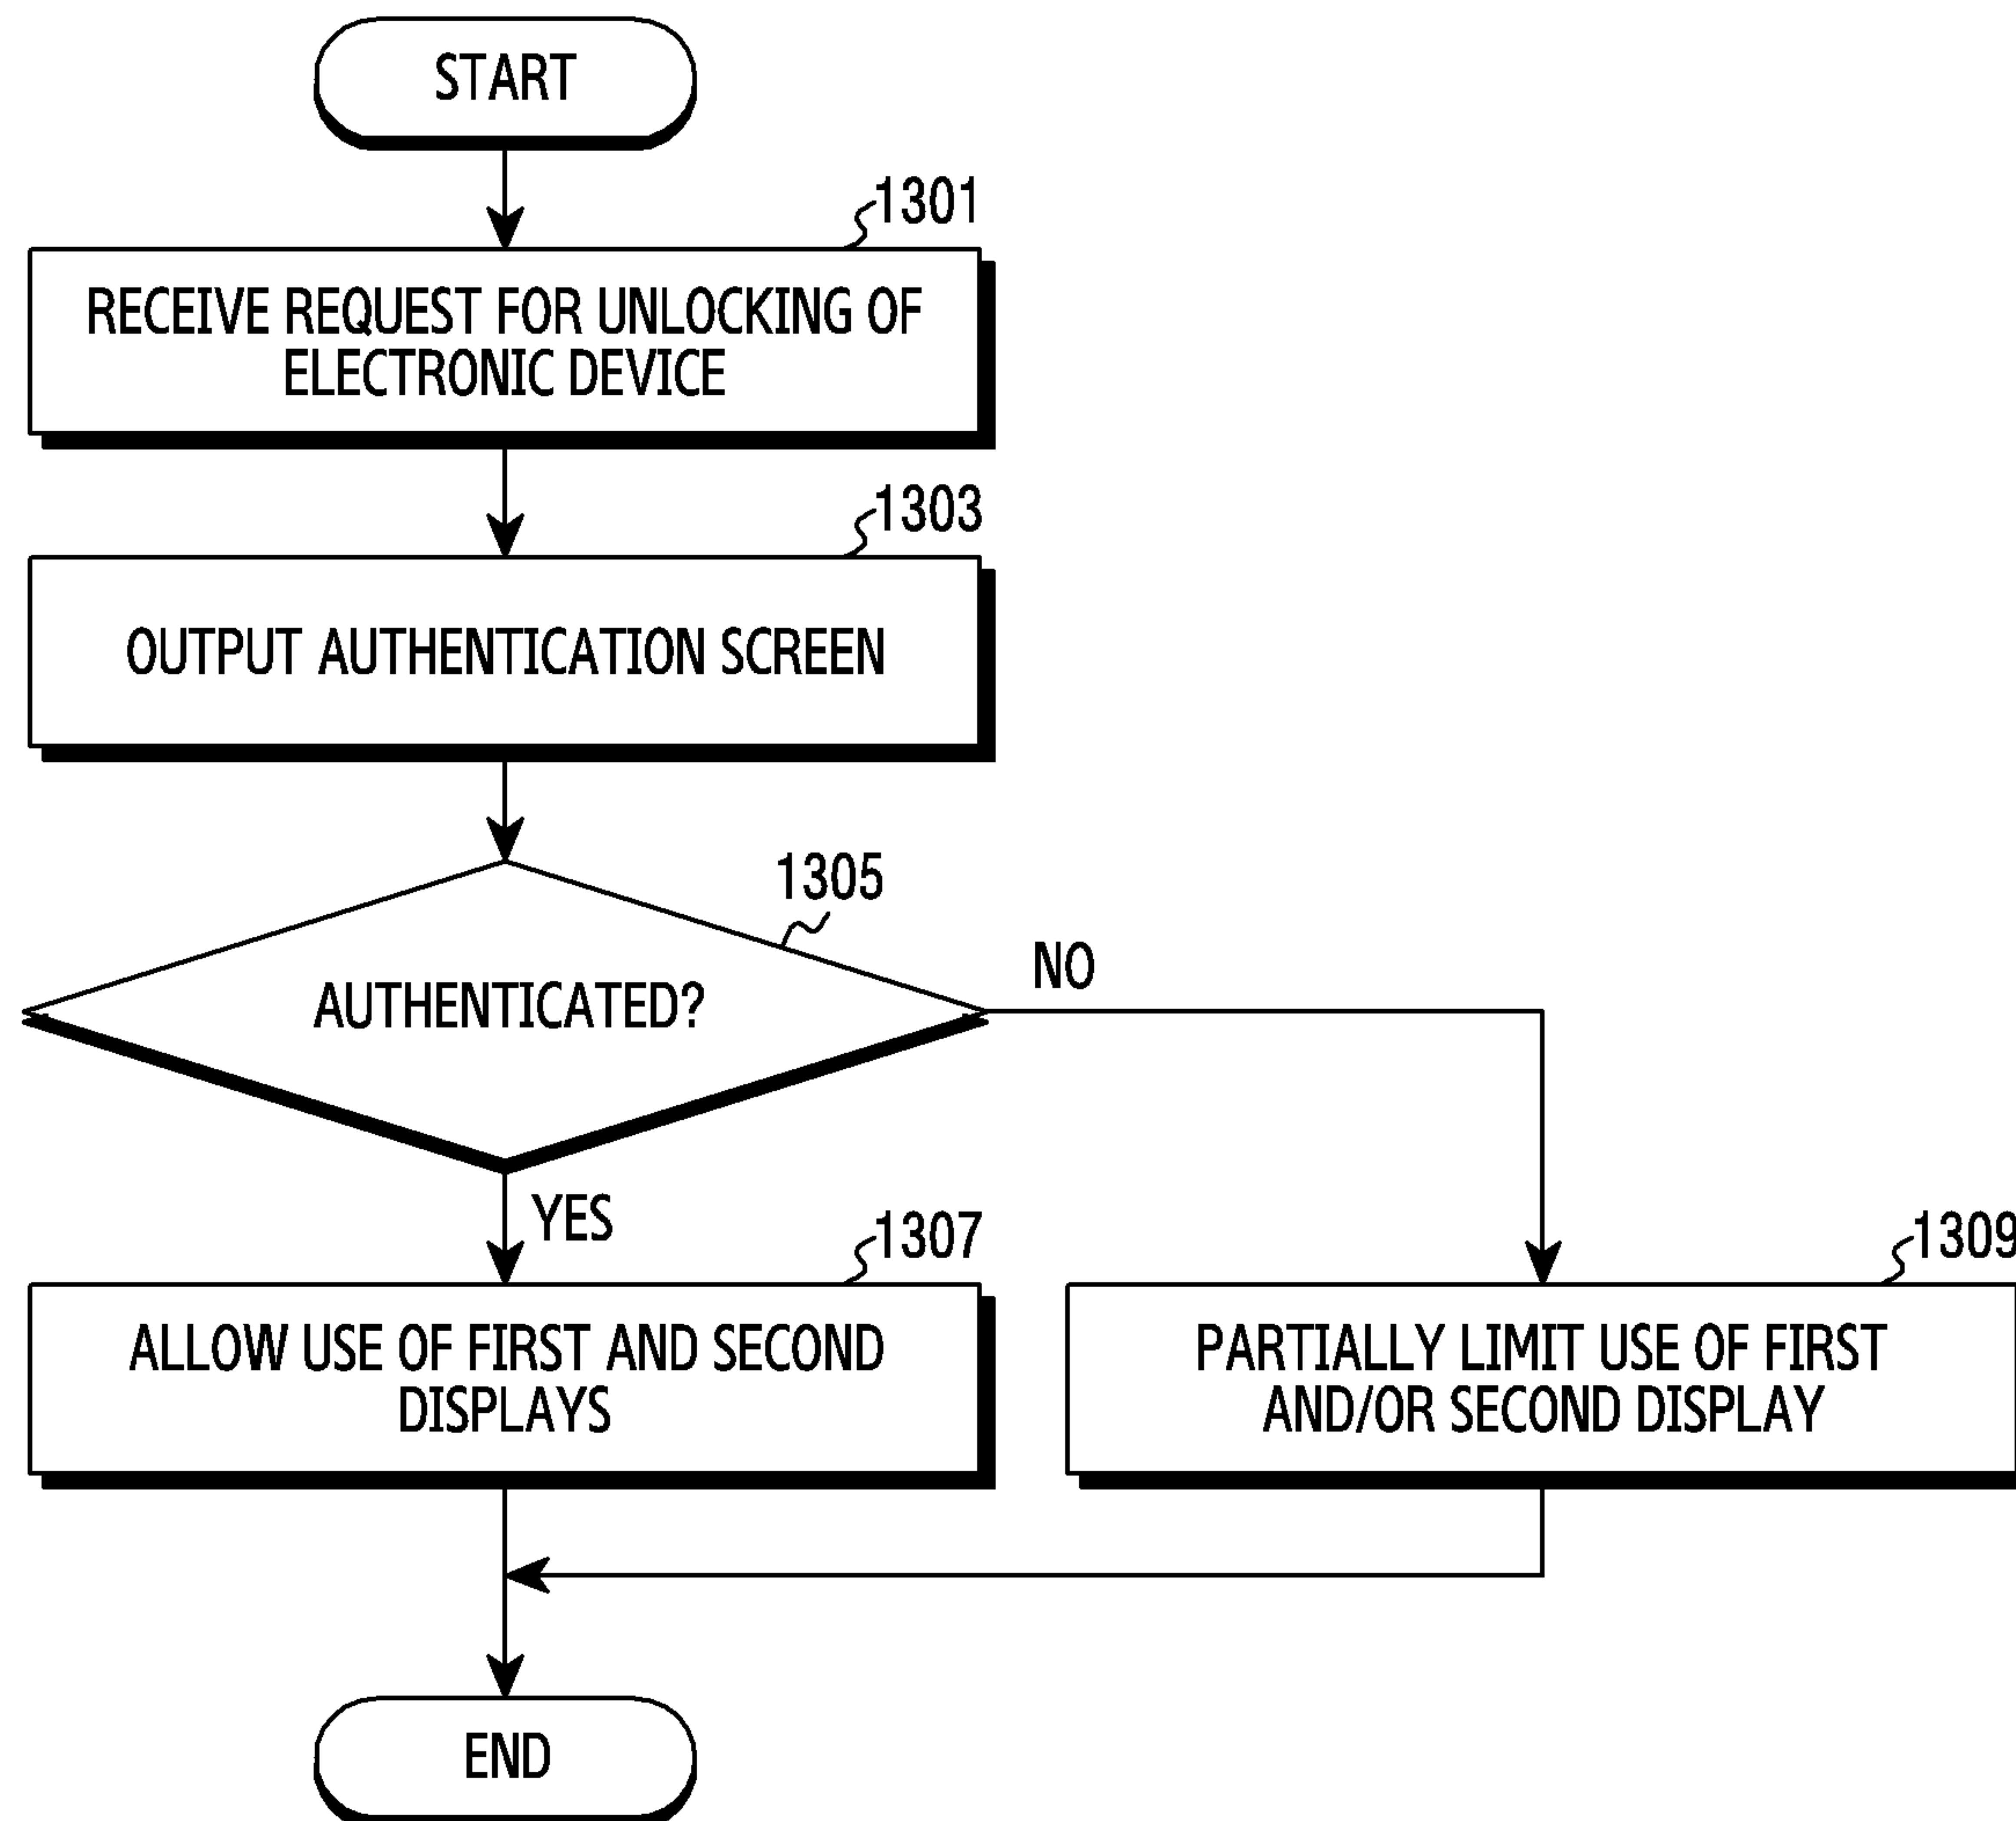 START
1301
RECEIVE REQUEST FOR UNLOCKING OF
ELECTRONIC DEVICE
1303
OUTPUT AUTHENTICATION SCREEN
1305
AUTHENTICATED?
NO
YES
1307
ALLOW USE OF FIRST AND SECOND
DISPLAYS
1309
PARTIALLY LIMIT USE OF FIRST
AND/OR SECOND DISPLAY
END